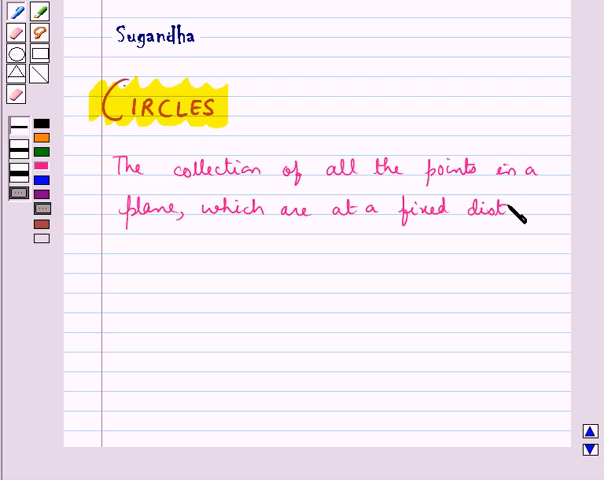 Sugandha
CIRCLES
The collection of all the points in a
plane, which are at a fixed dist